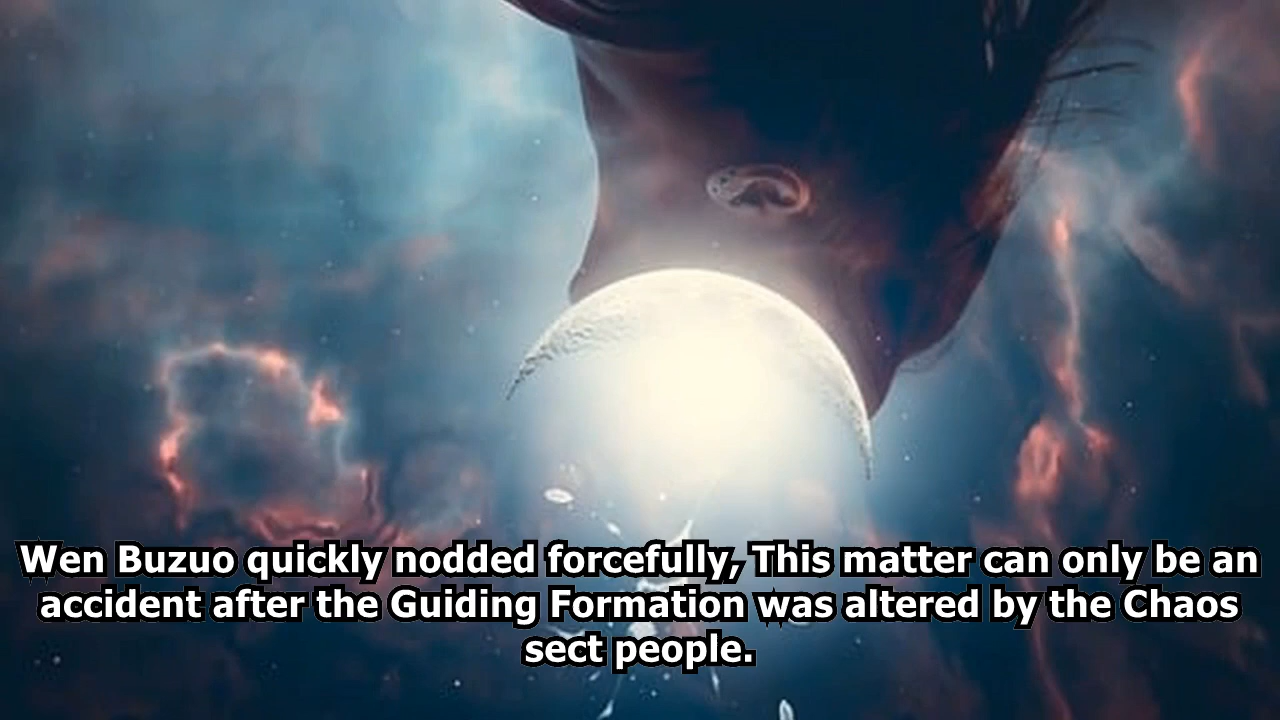 Wen Buzuo quickly nodded forcefully, This matter can only be an
accident after the Guiding Formation was altered by the Chaos
sect people.